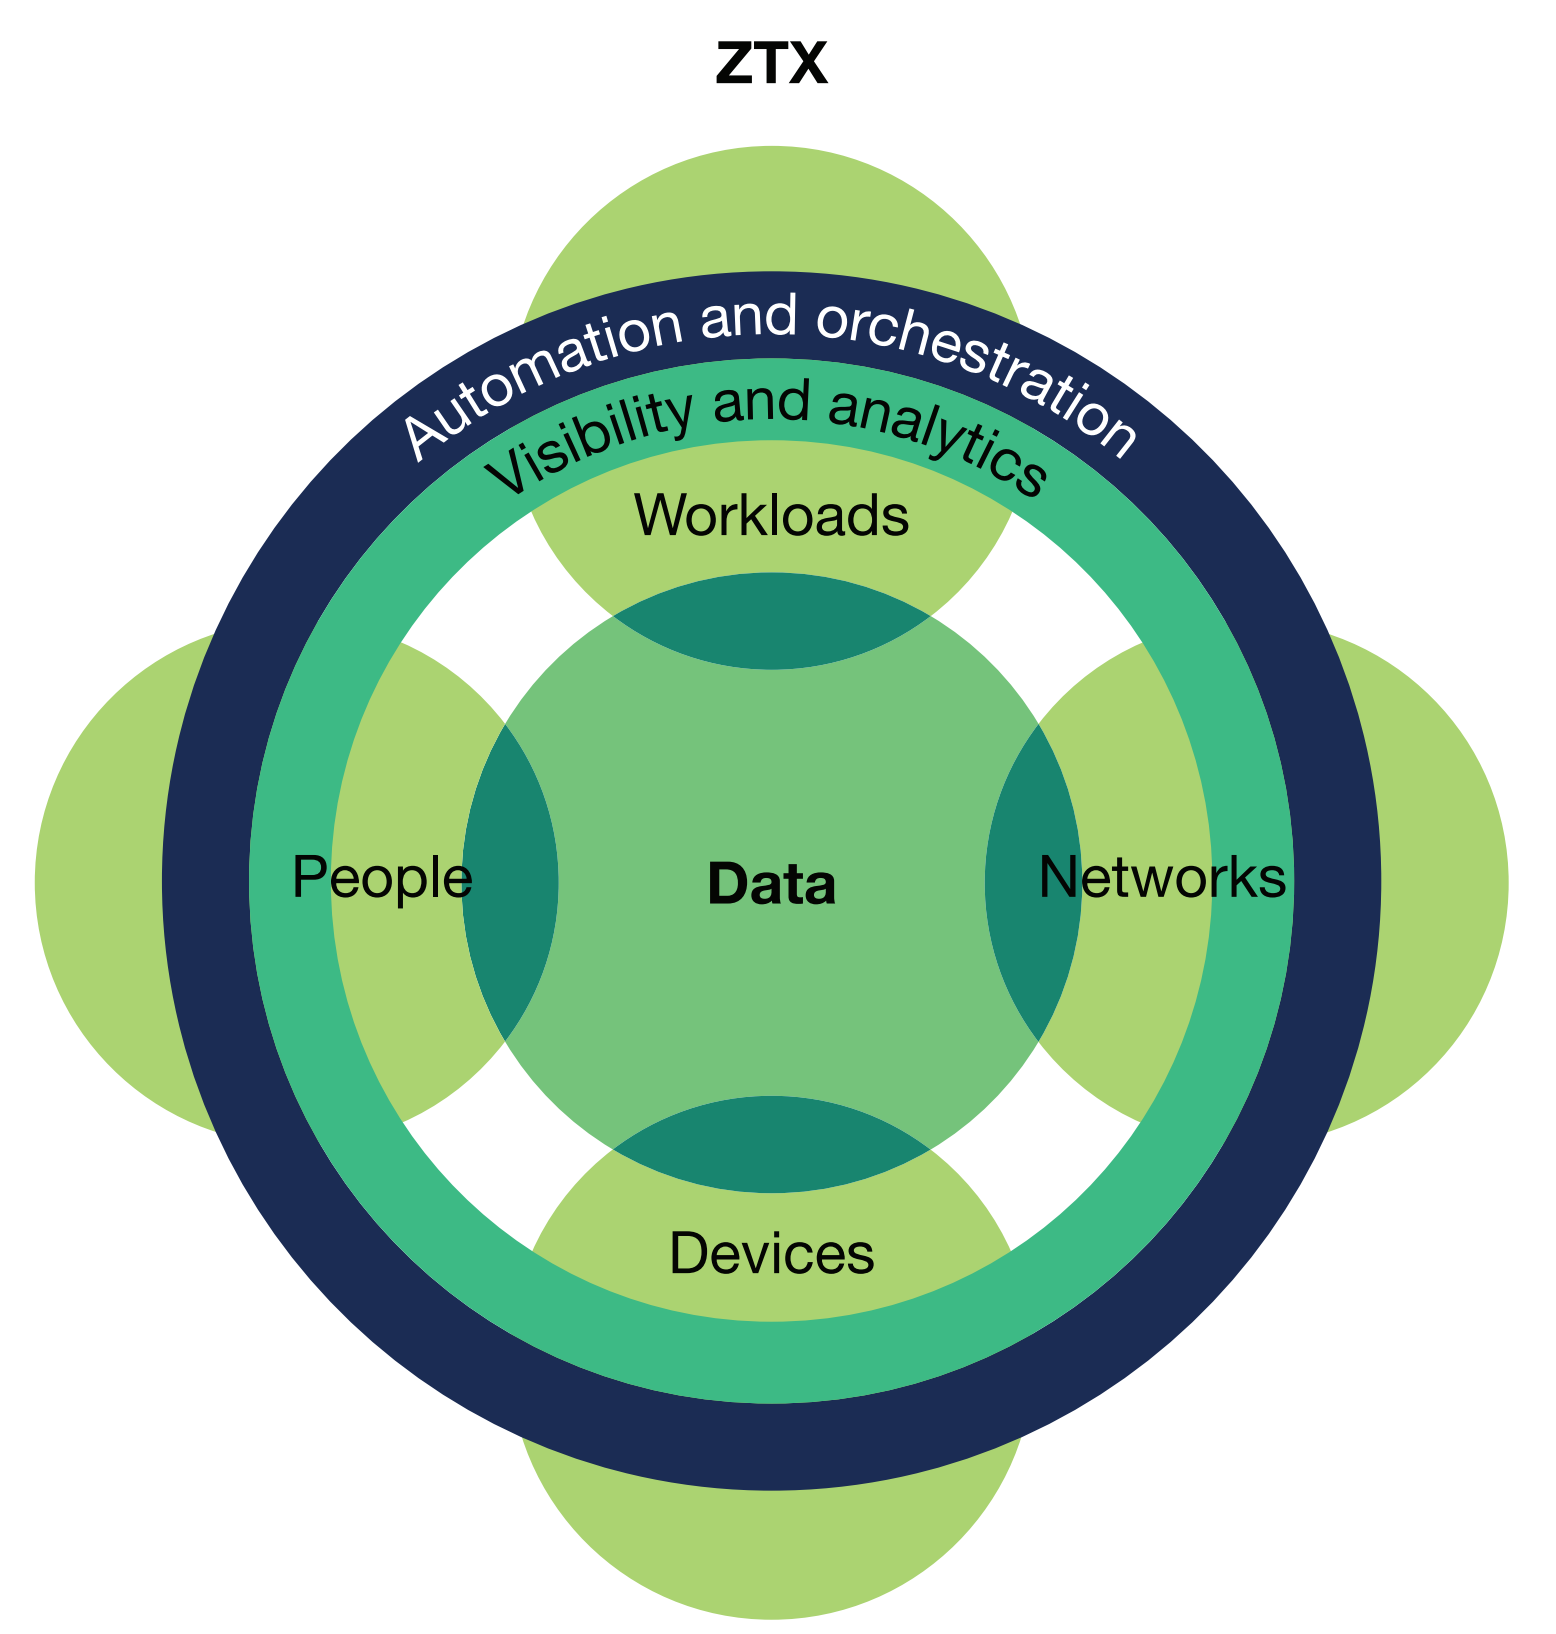 ZTX
Automation and orchestration
Visibility and analytics
Workloads
People
Data
Networks
Devices